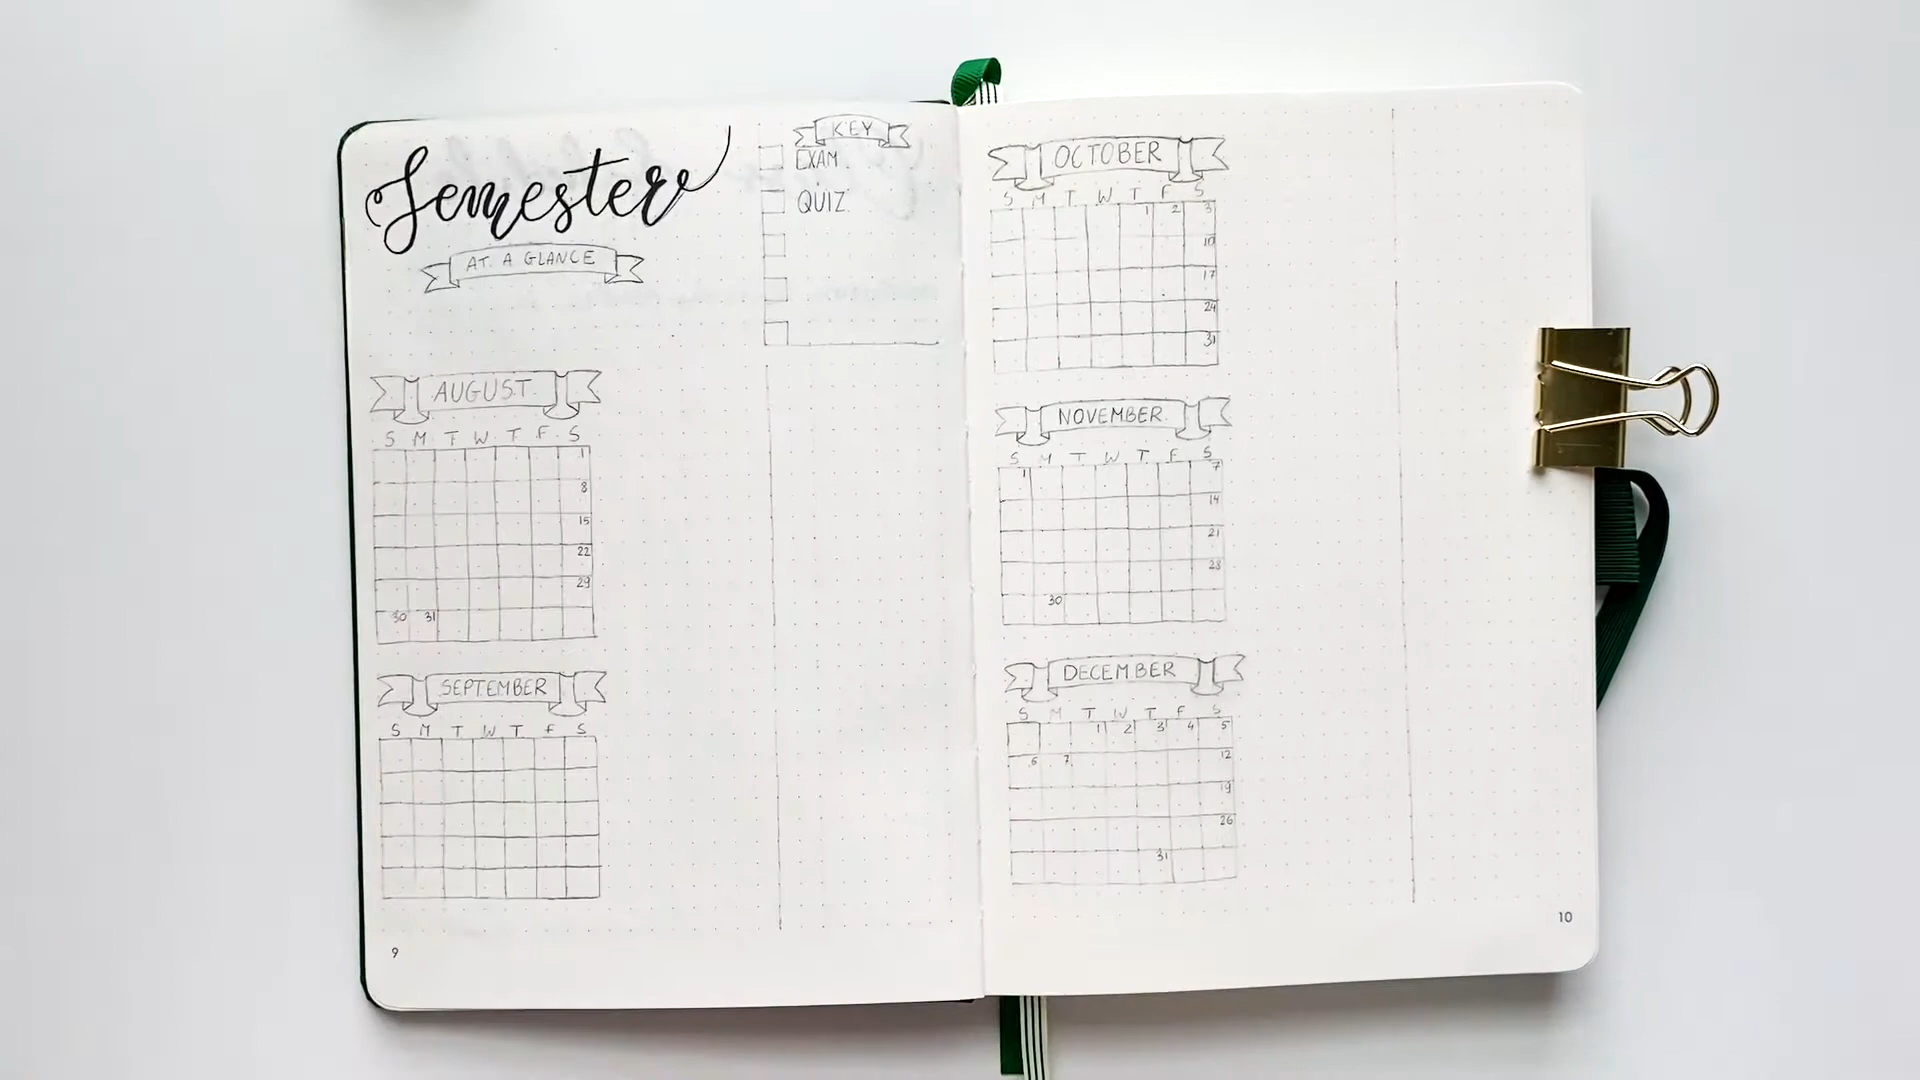 Semester
AT A GLANCE
KEY
EXAM
QUIZ
AUGUST
S M T W T F S
1
8
15
22
29
30 31
SEPTEMBER
S M T W T F S
9
OCTOBER
S M T W T F S
1 2 3
10
17
24
31
NOVEMBER
S M T W T F S
1 7
14
21
28
30
DECEMBER
S M T W T F S
1 2 3 4 5
6 7 12
19
26
31
10